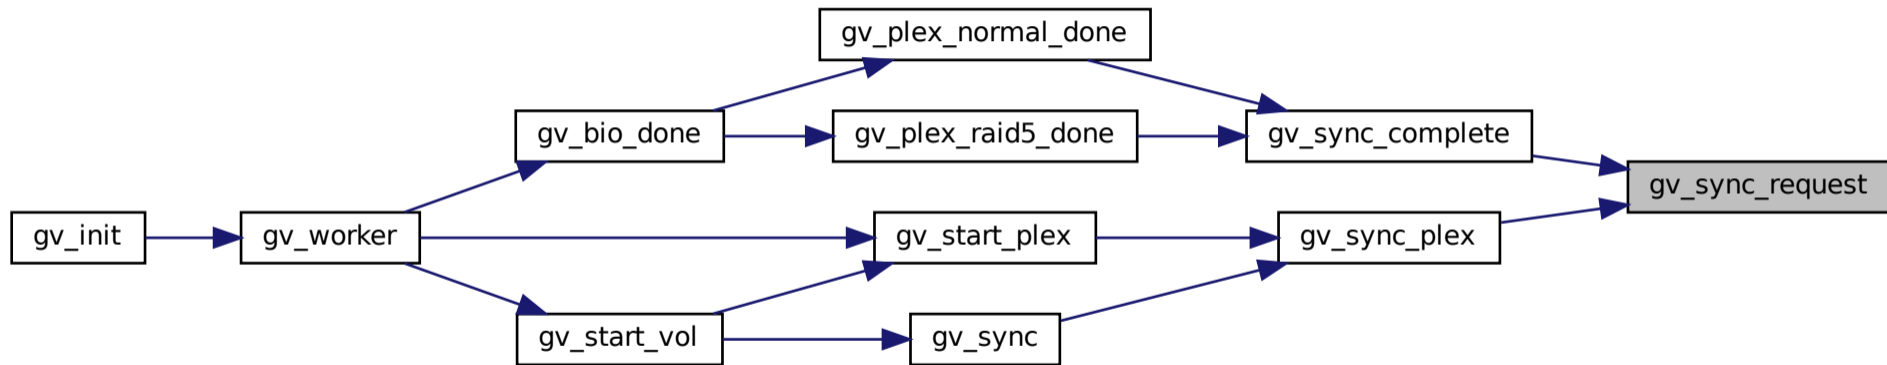 gv_plex_normal_done
gv_bio_done
gv_plex_raid5_done
gv_sync_complete
gv_sync_request
gv_init
gv_worker
gv_start_plex
gv_sync_plex
gv_start_vol
gv_sync